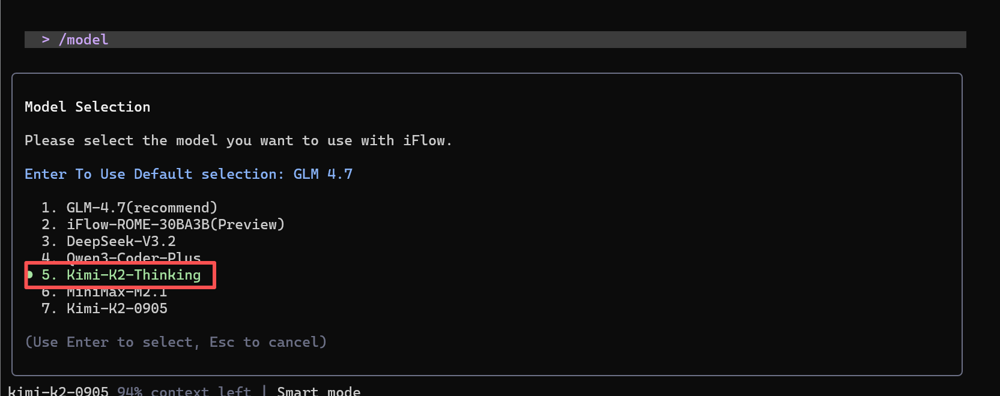 > /model
Model Selection
Please select the model you want to use with iFlow.
Enter To Use Default selection: GLM 4.7
1. GLM-4.7(recommend)
2. iFlow-ROME-30BA3B(Preview)
3. DeepSeek-V3.2
4. Qwen3-Coder-Plus
● 5. Kimi-K2-Thinking
6. MiniMax-M2.1
7. Kimi-K2-0905
(Use Enter to select, Esc to cancel)
kimi-k2-0905 94% context left | Smart mode